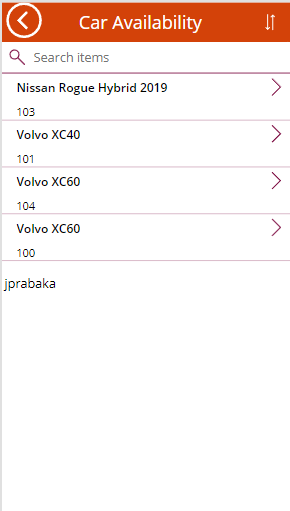 Car Availability
Search items
Nissan Rogue Hybrid 2019
103
Volvo XC40
101
Volvo XC60
104
Volvo XC60
100
jprabaka